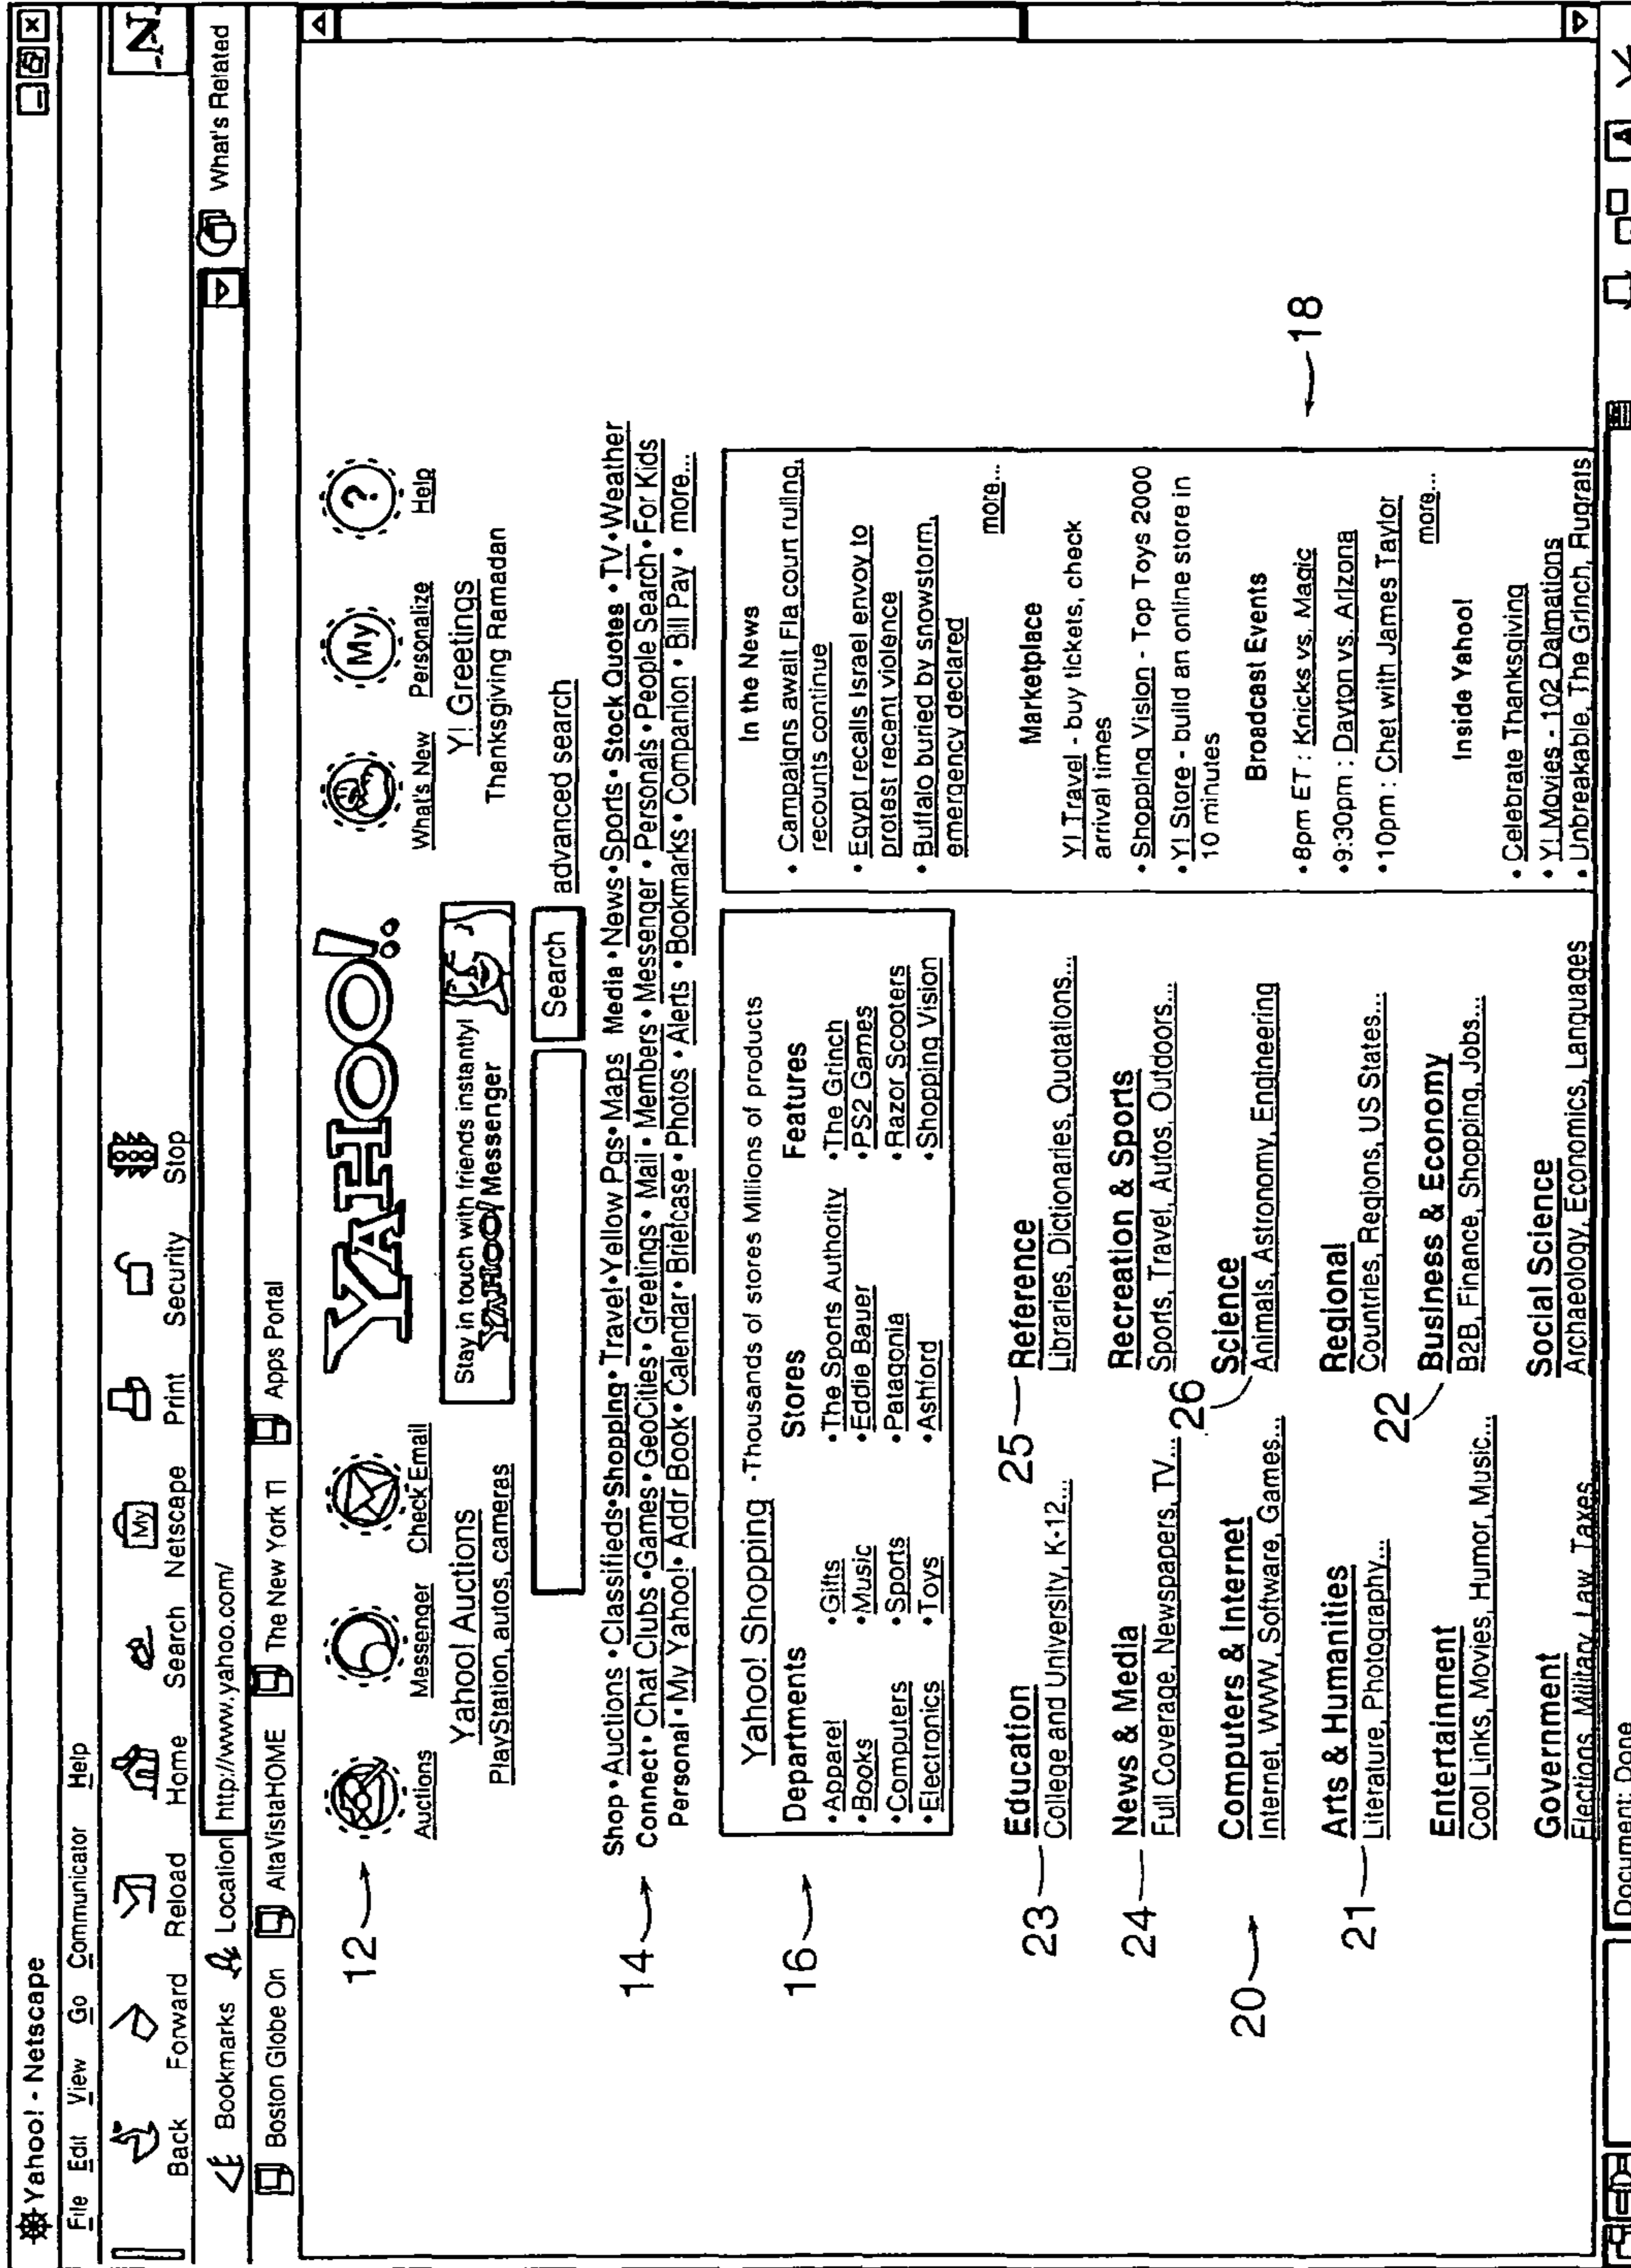 Yahoo! - Netscape
File Edit View Go Communicator Help
Back Forward Reload Home Search Netscape Print Security Stop
My
N
Bookmarks Location http://www.yahoo.com/ What's Related
Boston Globe On AltaVistaHOME The New York TI Apps Portal
12
YAHOO!
My ?
Auctions Messenger Check Email What's New Personalize Help
Yahoo! Auctions
PlayStation, autos, cameras
Stay in touch with friends instantly!
YAHOO! Messenger
Y! Greetings
Thanksgiving Ramadan
Search advanced search
14
Shop • Auctions • Classifieds • Shopping • Travel • Yellow Pgs • Maps Media • News • Sports • Stock Quotes • TV • Weather
Connect • Chat Clubs • Games • GeoCities • Greetings • Mail • Members • Messenger • Personals • People Search • For Kids
Personal • My Yahoo! • Addr Book • Calendar • Briefcase • Photos • Alerts • Bookmarks • Companion • Bill Pay • more...
16
Yahoo! Shopping - Thousands of stores Millions of products
Departments Stores Features
• Apparel • Gifts • The Sports Authority • The Grinch
• Books • Music • Eddie Bauer • PS2 Games
• Computers • Sports • Patagonia • Razor Scooters
• Electronics • Toys • Ashford • Shopping Vision
23
Education
College and University, K-12...
25
Reference
Libraries, Dictionaries, Quotations...
24
News & Media
Full Coverage, Newspapers, TV...
Recreation & Sports
Sports, Travel, Autos, Outdoors...
20
Computers & Internet
Internet, WWW, Software, Games...
26
Science
Animals, Astronomy, Engineering
21
Arts & Humanities
Literature, Photography...
Regional
Countries, Regions, US States...
Entertainment
Cool Links, Movies, Humor, Music...
22
Business & Economy
B2B, Finance, Shopping, Jobs...
Government
Elections, Military, Law, Taxes
Social Science
Archaeology, Economics, Languages
18
In the News
• Campaigns await Fla court ruling,
recounts continue
• Egypt recalls Israel envoy to
protest recent violence
• Buffalo buried by snowstorm,
emergency declared
more...
Marketplace
Y! Travel - buy tickets, check
arrival times
• Shopping Vision - Top Toys 2000
• Y! Store - build an online store in
10 minutes
Broadcast Events
• 8pm ET : Knicks vs. Magic
• 9:30pm : Dayton vs. Arizona
• 10pm : Chet with James Taylor
more...
Inside Yahoo!
• Celebrate Thanksgiving
• Y! Movies - 102 Dalmations
• Unbreakable, The Grinch, Rugrats
Document: Done